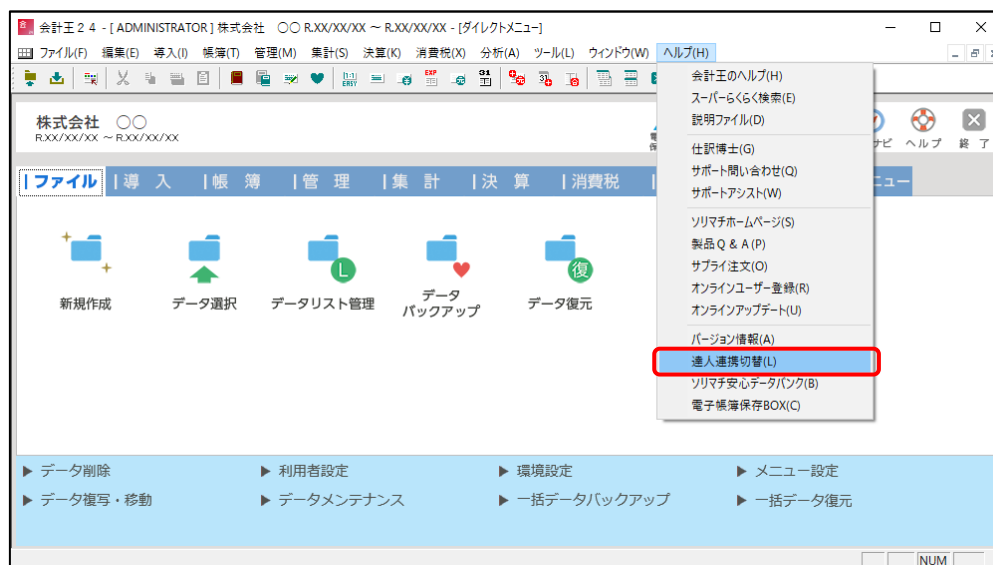 会計王２４ - [ ADMINISTRATOR ] 株式会社　〇〇 R.XX/XX/XX ～ R.XX/XX/XX - [ダイレクトメニュー]
ファイル(F) 編集(E) 導入(I) 帳簿(T) 管理(M) 集計(S) 決算(K) 消費税(X) 分析(A) ツール(L) ウィンドウ(W) ヘルプ(H)
株式会社　〇〇
R.XX/XX/XX ～ R.XX/XX/XX
ナビ ヘルプ 終 了
|ファイル |導 入 |帳 簿 |管 理 |集 計 |決 算 |消費税
新規作成
データ選択
データリスト管理
データ
バックアップ
データ復元
会計王のヘルプ(H)
スーパーらくらく検索(E)
説明ファイル(D)
仕訳博士(G)
サポート問い合わせ(Q)
サポートアシスト(W)
ソリマチホームページ(S)
製品Ｑ＆Ａ(P)
サプライ注文(O)
オンラインユーザー登録(R)
オンラインアップデート(U)
バージョン情報(A)
達人連携切替(L)
ソリマチ安心データバンク(B)
電子帳簿保存BOX(C)
▶ データ削除 ▶ 利用者設定 ▶ 環境設定 ▶ メニュー設定
▶ データ複写・移動 ▶ データメンテナンス ▶ 一括データバックアップ ▶ 一括データ復元
NUM